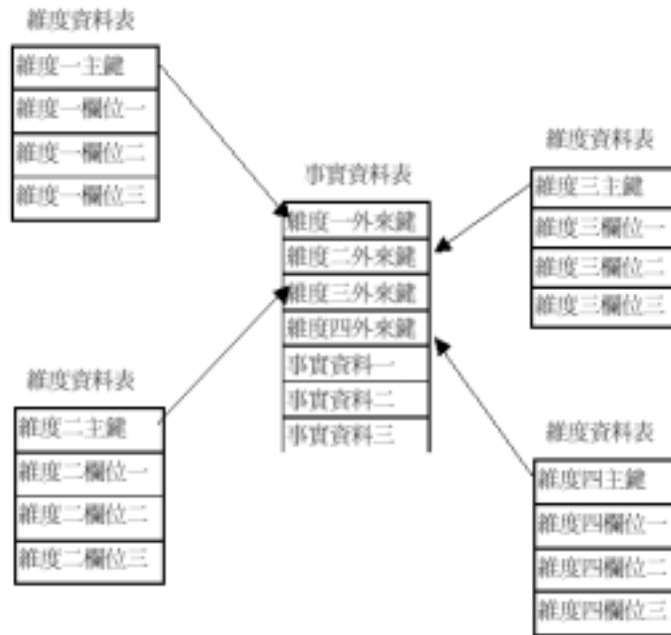 維度資料表
維度一主鍵
維度一欄位一
維度一欄位二
維度一欄位三
事實資料表
維度一外來鍵
維度二外來鍵
維度三外來鍵
維度四外來鍵
事實資料一
事實資料二
事實資料三
維度資料表
維度三主鍵
維度三欄位一
維度三欄位二
維度三欄位三
維度資料表
維度二主鍵
維度二欄位一
維度二欄位二
維度二欄位三
維度資料表
維度四主鍵
維度四欄位一
維度四欄位二
維度四欄位三